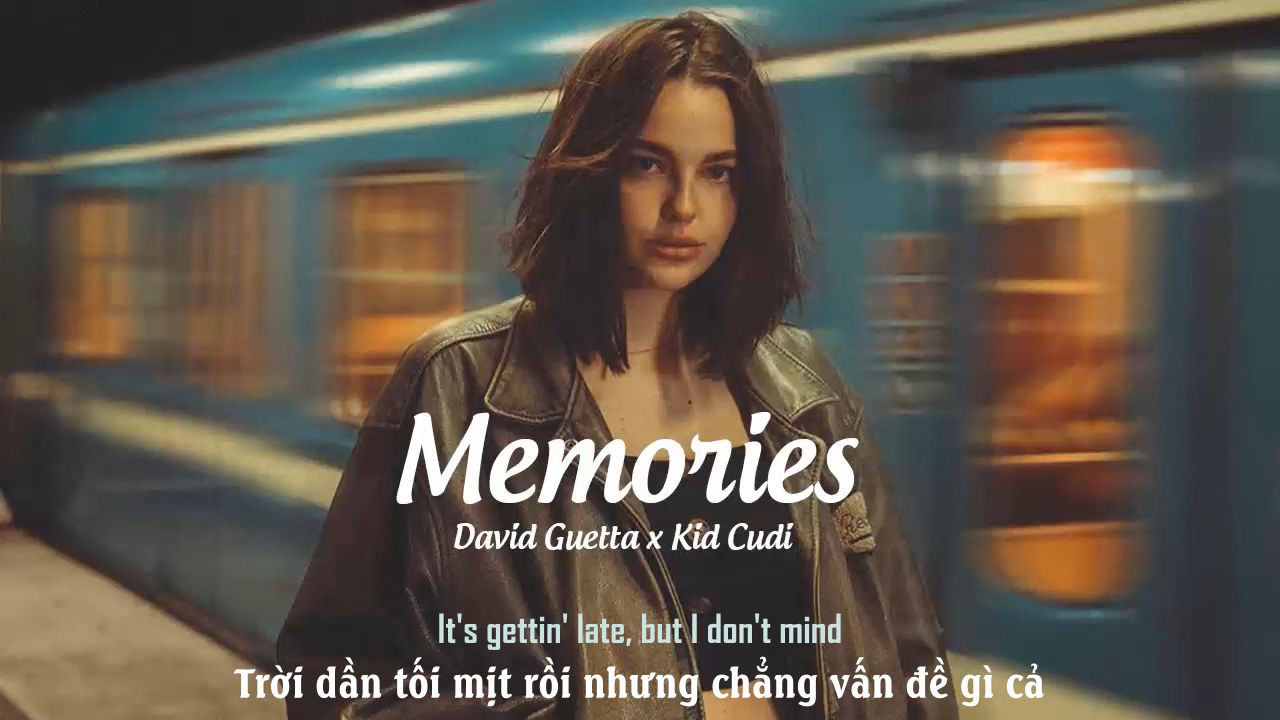 Memories
David Guetta x Kid Cudi
It's gettin' late, but I don't mind
Trời dần tối mịt rồi nhưng chẳng vấn đề gì cả